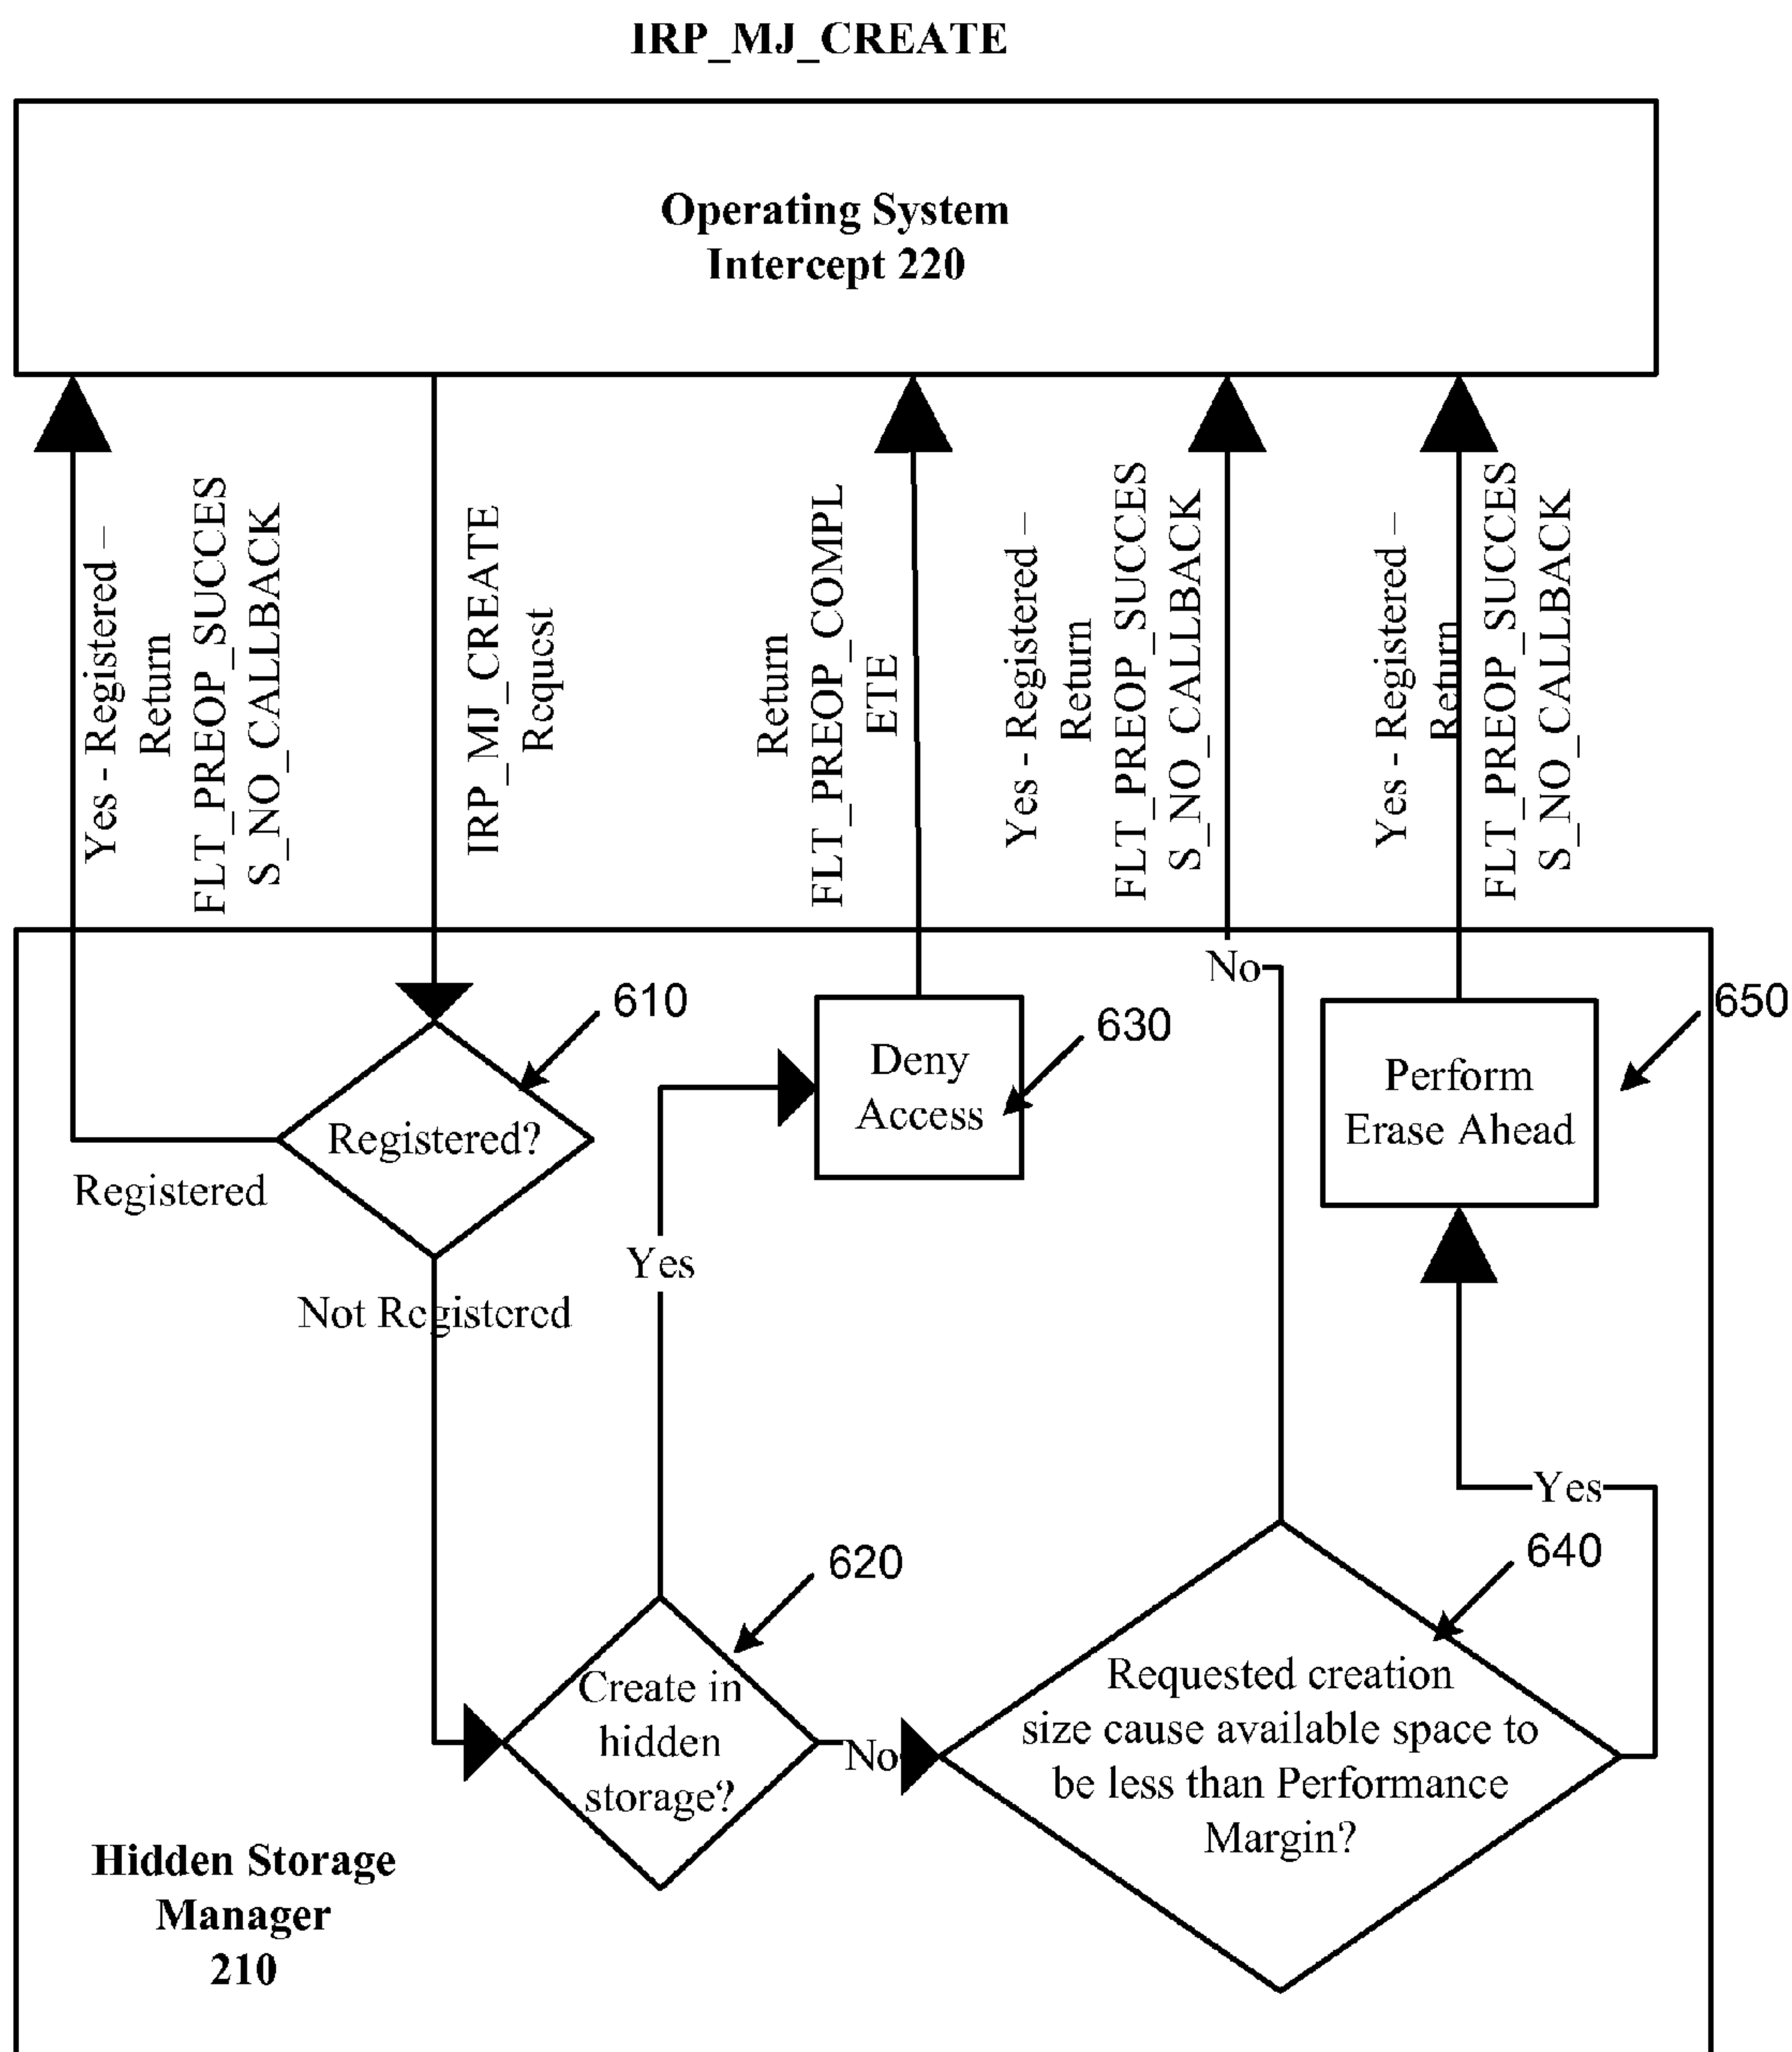 IRP_MJ_CREATE
Operating System
Intercept 220
Yes - Registered –
Return
FLT_PREOP_SUCCES
S_NO_CALLBACK
IRP_MJ_CREATE
Request
Return
FLT_PREOP_COMPL
ETE
Yes - Registered –
Return
FLT_PREOP_SUCCES
S_NO_CALLBACK
Yes - Registered –
Return
FLT_PREOP_SUCCES
S_NO_CALLBACK
No
610
630
650
Registered?
Deny
Access
Perform
Erase Ahead
Registered
Yes
Not Registered
Yes
620
640
Create in
hidden
storage?
No
Requested creation
size cause available space to
be less than Performance
Margin?
Hidden Storage
Manager
210